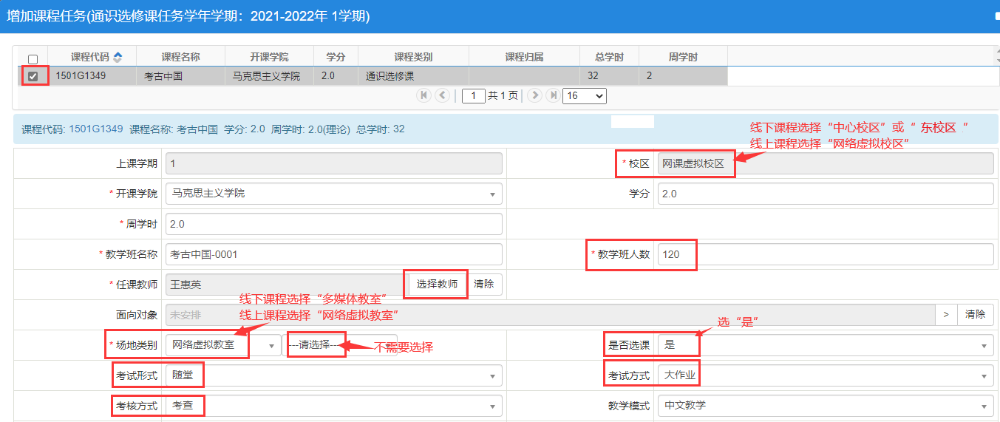 增加课程任务(通识选修课任务学年学期：2021-2022年 1学期)
课程代码 课程名称 开课学院 学分 课程类别 课程归属 总学时 周学时
1501G1349 考古中国 马克思主义学院 2.0 通识选修课 32 2
1 共 1 页 16
课程代码: 1501G1349 课程名称: 考古中国 学分: 2.0 周学时: 2.0(理论) 总学时: 32
线下课程选择“中心校区”或“ 东校区 ”
线上课程选择“网络虚拟校区”
上课学期 1 * 校区 网课虚拟校区
* 开课学院 马克思主义学院 学分 2.0
* 周学时 2.0
* 教学班名称 考古中国-0001 * 教学班人数 120
* 任课教师 王惠英 选择教师 清除
线下课程选择“多媒体教室”
线上课程选择“网络虚拟教室”
面向对象 未安排 > 清除
选“是”
* 场地类别 网络虚拟教室 ---请选择--- 不需要选择 是否选课 是
考试形式 随堂 考试方式 大作业
考核方式 考查 教学模式 中文教学